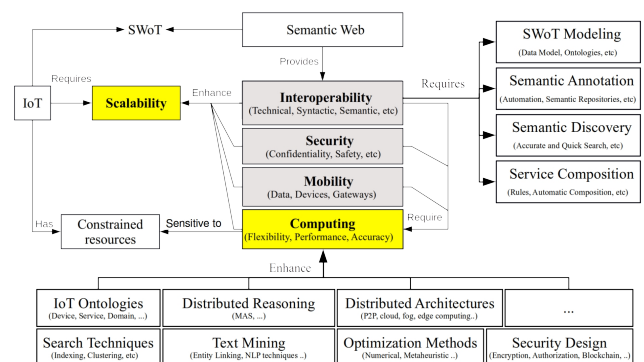 SWoT
Semantic Web
SWoT Modeling
(Data Model, Ontologies, etc)
Provides
Requires
Enhance
Requires
IoT
Scalability
Interoperability
(Technical, Syntactic, Semantic, etc)
Semantic Annotation
(Automation, Semantic Repositories, etc)
Security
(Confidentiality, Safety, etc)
Semantic Discovery
(Accurate and Quick Search, etc)
Mobility
(Data, Devices, Gateways)
Service Composition
(Rules, Automatic Composition, etc)
Has
Constrained
resources
Sensitive to
Computing
(Flexibility, Performance, Accuracy)
Require
Enhance
IoT Ontologies
(Device, Service, Domain, ...)
Distributed Reasoning
(MAS, ...)
Distributed Architectures
(P2P, cloud, fog, edge computing..)
...
Search Techniques
(Indexing, Clustering, etc)
Text Mining
(Entity Linking, NLP techniques ..)
Optimization Methods
(Numerical, Metaheuristic ..)
Security Design
(Encryption, Authorization, Blockchain, ..)